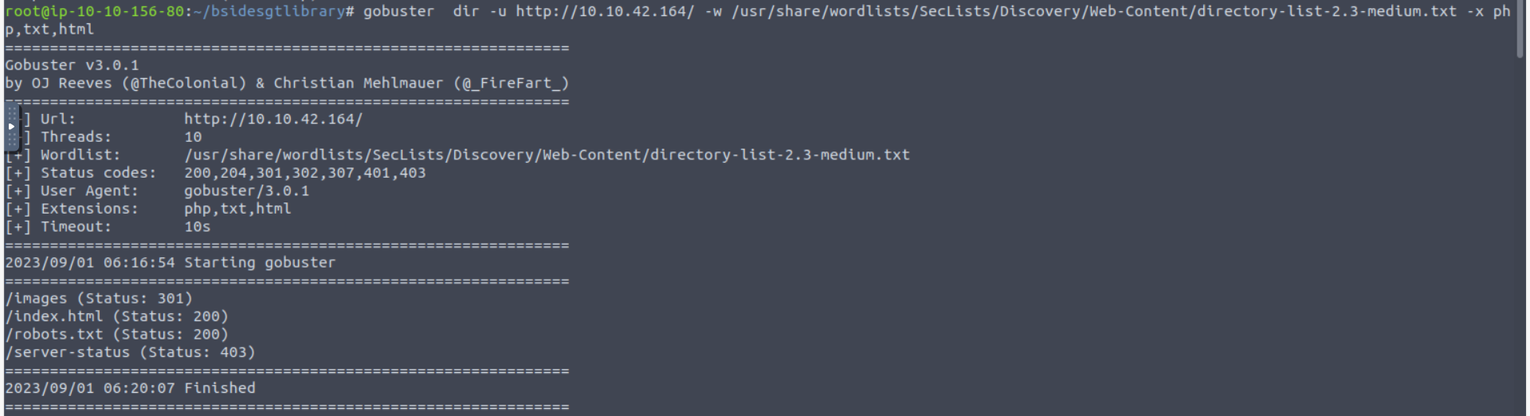 root@ip-10-10-156-80:~/bsidesgtlibrary# gobuster  dir -u http://10.10.42.164/ -w /usr/share/wordlists/SecLists/Discovery/Web-Content/directory-list-2.3-medium.txt -x ph
p,txt,html
===============================================================
Gobuster v3.0.1
by OJ Reeves (@TheColonial) & Christian Mehlmauer (@_FireFart_)
===============================================================
] Url:            http://10.10.42.164/
] Threads:        10
[+] Wordlist:       /usr/share/wordlists/SecLists/Discovery/Web-Content/directory-list-2.3-medium.txt
[+] Status codes:   200,204,301,302,307,401,403
[+] User Agent:     gobuster/3.0.1
[+] Extensions:     php,txt,html
[+] Timeout:        10s
===============================================================
2023/09/01 06:16:54 Starting gobuster
===============================================================
/images (Status: 301)
/index.html (Status: 200)
/robots.txt (Status: 200)
/server-status (Status: 403)
===============================================================
2023/09/01 06:20:07 Finished
===============================================================